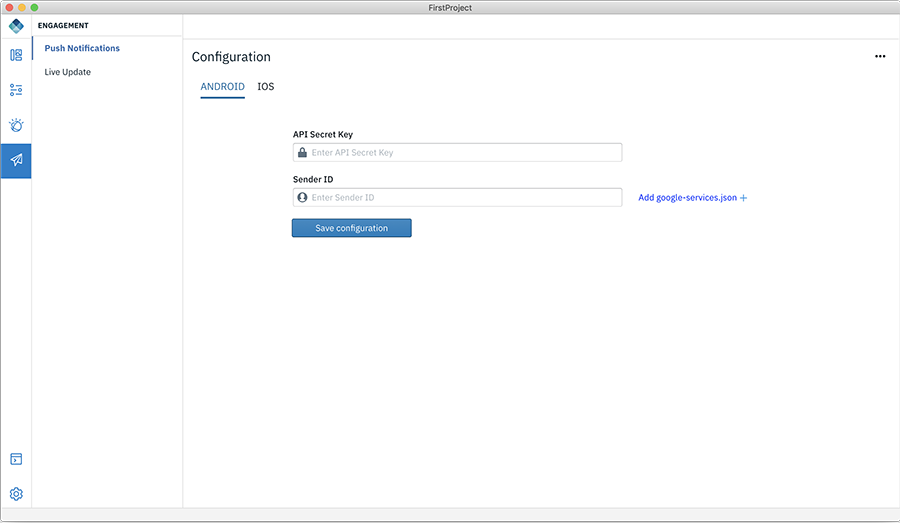 FirstProject
ENGAGEMENT
Push Notifications
Live Update
Configuration
ANDROID IOS
API Secret Key
Enter API Secret Key
Sender ID
Enter Sender ID
Add google-services.json +
Save configuration